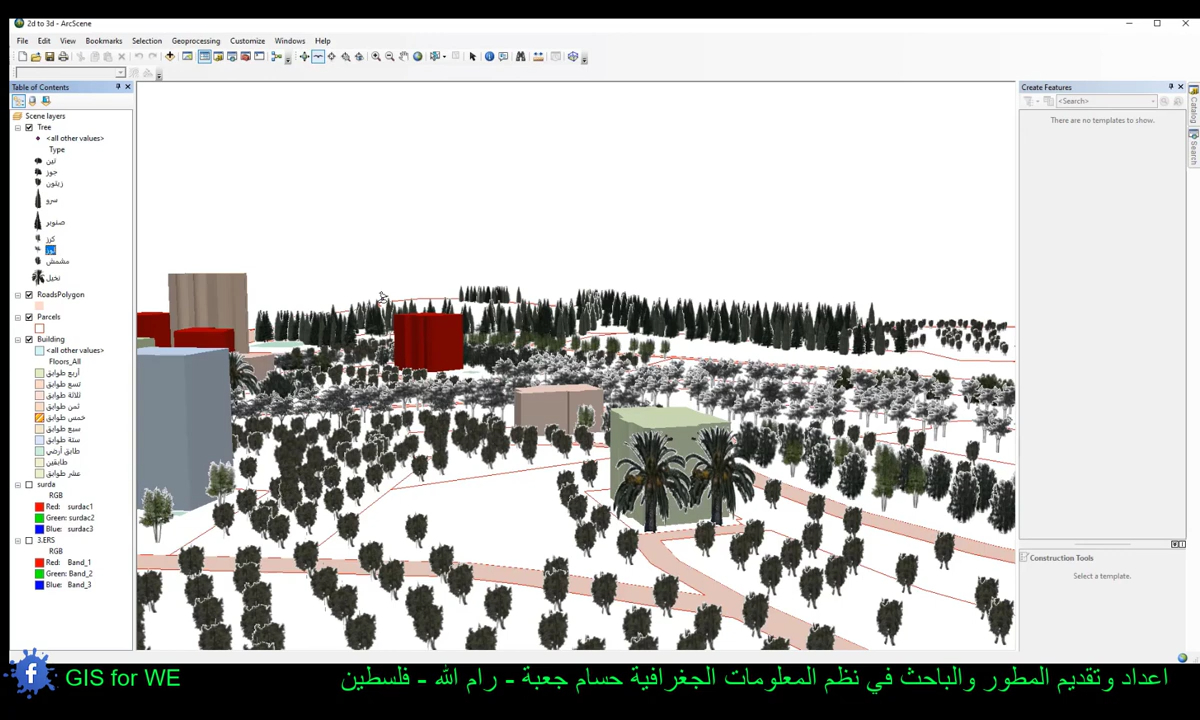 2d to 3d - ArcScene
File Edit View Bookmarks Selection Geoprocessing Customize Windows Help
Table of Contents
Scene layers
Tree
<all other values>
Type
تين
جوز
زيتون
سرو
صنوبر
كرز
لوز
مشمش
نخيل
RoadsPolygon
Parcels
Building
<all other values>
Floors_All
أربع طوابق
تسع طوابق
ثلاثة طوابق
ثمن طوابق
خمس طوابق
سبع طوابق
ستة طوابق
طابق أرضي
طابقين
عشر طوابق
surda
RGB
Red: surdac1
Green: surdac2
Blue: surdac3
3.ERS
RGB
Red: Band_1
Green: Band_2
Blue: Band_3
Create Features
<Search>
There are no templates to show.
Construction Tools
Select a template.
Catalog
Search
GIS for WE
اعداد وتقديم المطور والباحث في نظم المعلومات الجغرافية حسام جعبة - رام الله - فلسطين